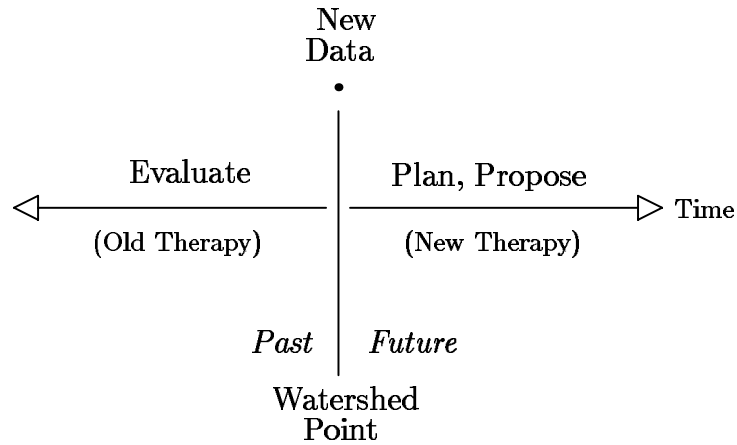 New
Data
Evaluate
Plan, Propose
Time
(Old Therapy)
(New Therapy)
Past
Future
Watershed
Point